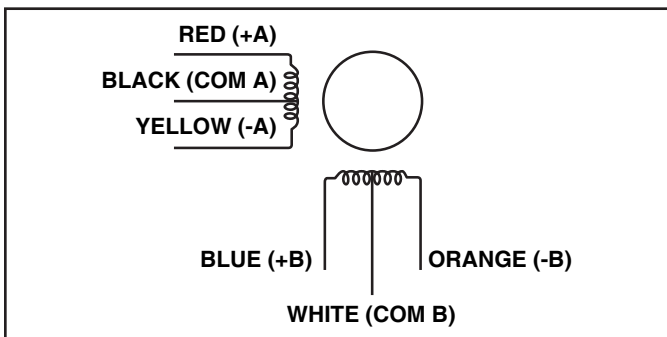 RED (+A)
BLACK (COM A)
YELLOW (-A)
BLUE (+B)
ORANGE (-B)
WHITE (COM B)